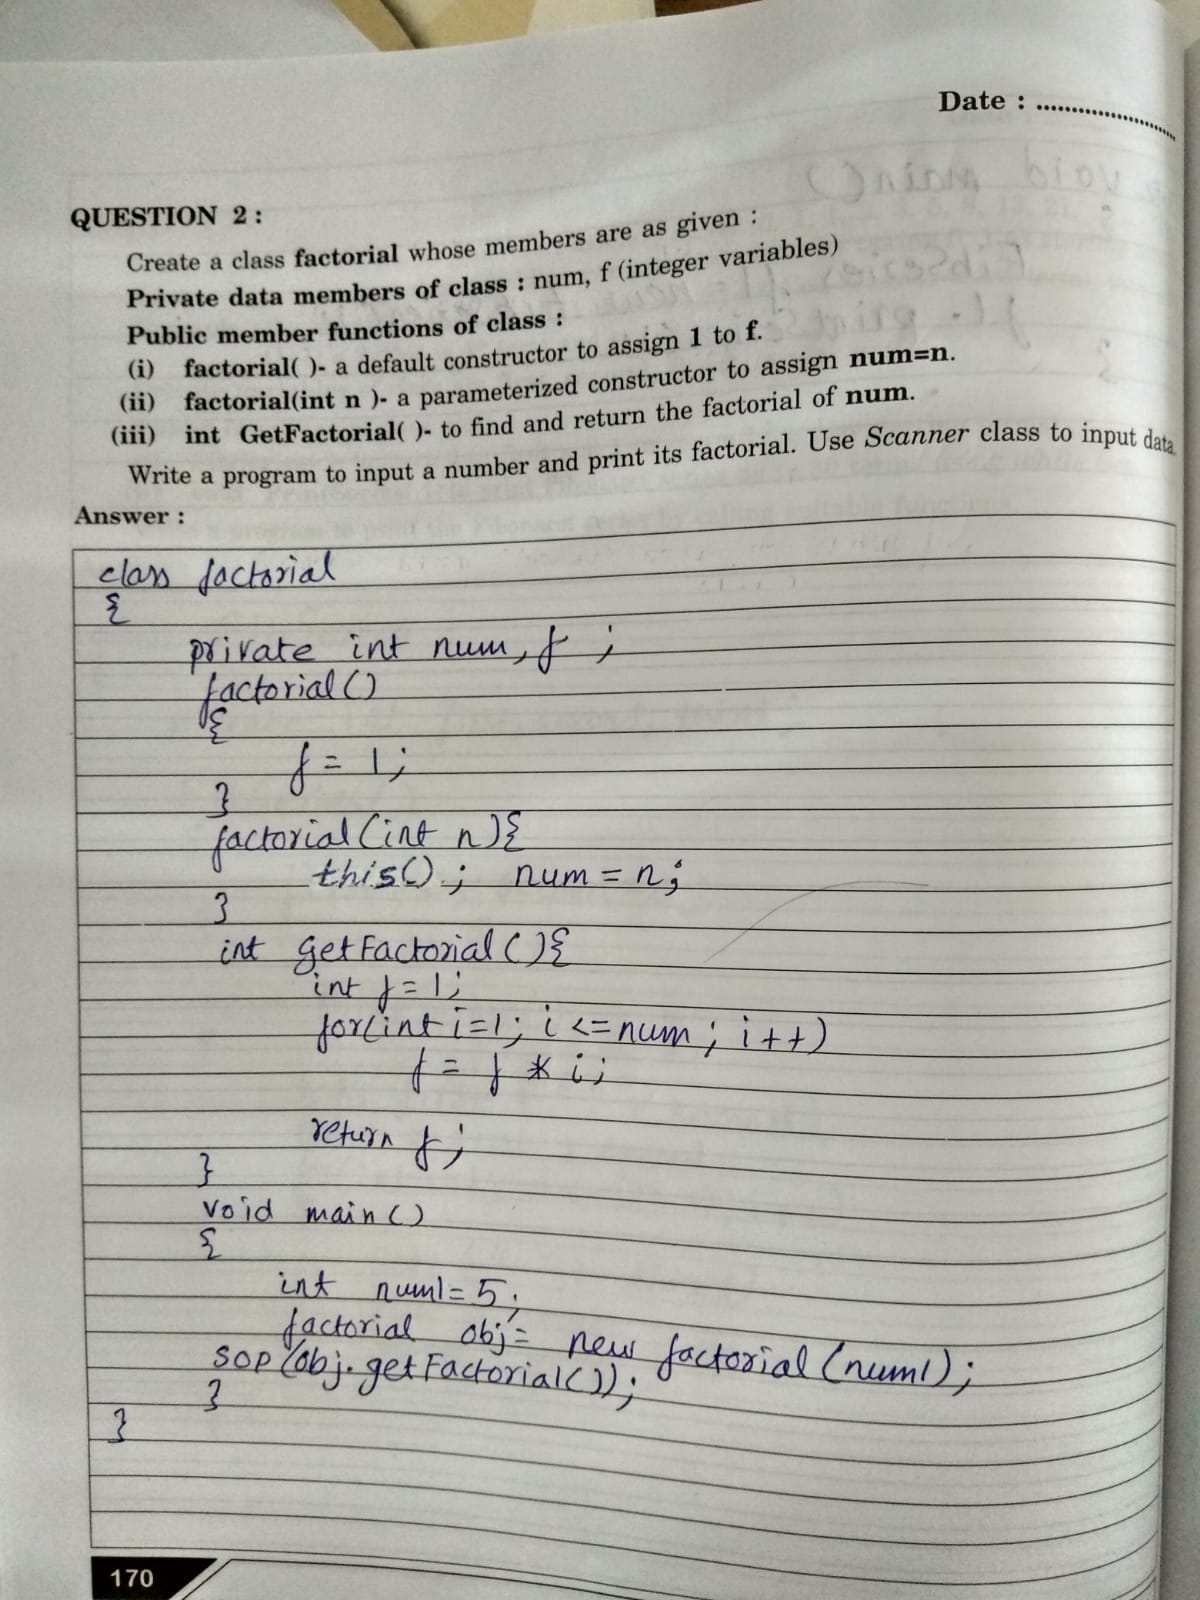 Date : ........................
QUESTION 2 :
Create a class factorial whose members are as given :
Private data members of class : num, f (integer variables)
Public member functions of class :
(i) factorial( )- a default constructor to assign 1 to f.
(ii) factorial(int n )- a parameterized constructor to assign num=n.
(iii) int GetFactorial( )- to find and return the factorial of num.
Write a program to input a number and print its factorial. Use Scanner class to input data.
Answer :
class factorial
{
private int num, f ;
factorial()
{
f = 1;
}
factorial(int n){
this(); num = n;
}
int getFactorial(){
int f = 1;
for(int i=1; i <=num ; i++)
f = f * i;
return f;
}
void main()
{
int num1 = 5;
factorial obj = new factorial (num1);
sop(obj.getFactorial());
}
}
170